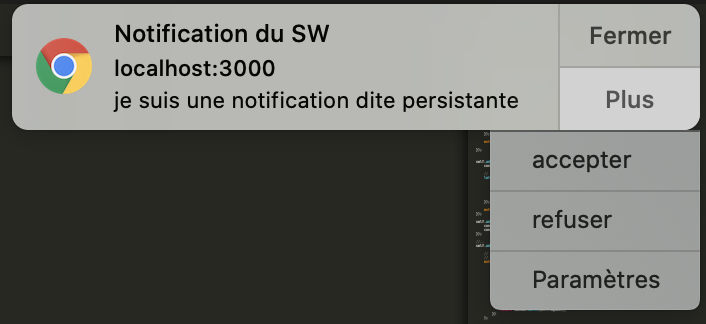 Notification du SW
localhost:3000
je suis une notification dite persistante
Fermer
Plus
accepter
refuser
Paramètres